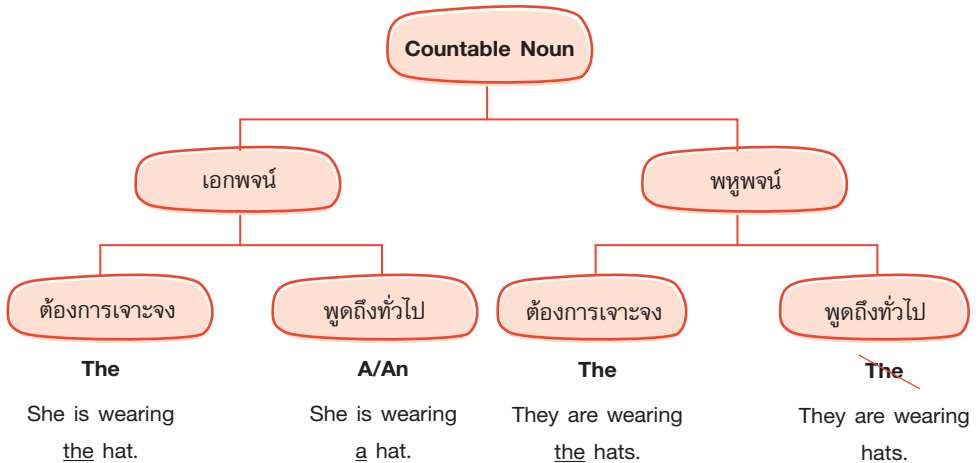 Countable Noun
เอกพจน์
พหูพจน์
ต้องการเจาะจง
พูดถึงทั่วไป
ต้องการเจาะจง
พูดถึงทั่วไป
The
A/An
The
The
She is wearing
the hat.
She is wearing
a hat.
They are wearing
the hats.
They are wearing
hats.